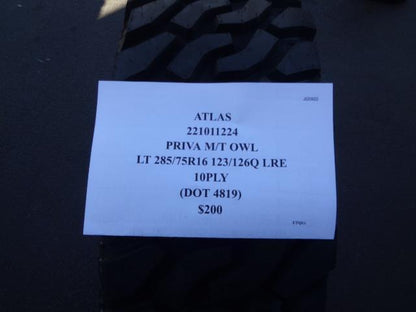 ATLAS
221011224
PRIVA M/T OWL
LT 285/75R16 123/126Q LRE
10PLY
(DOT 4819)
$200